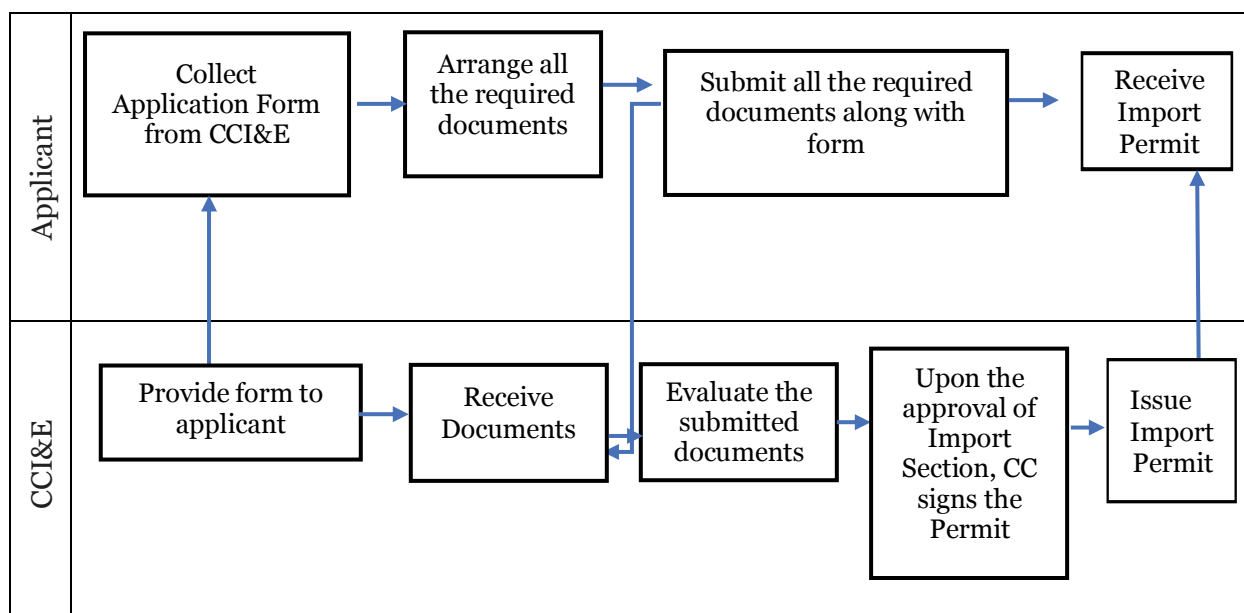 Applicant
Collect
Application Form
from CCI&E
Arrange all
the required
documents
Submit all the required
documents along with
form
Receive
Import
Permit
CCI&E
Provide form to
applicant
Receive
Documents
Evaluate the
submitted
documents
Upon the
approval of
Import
Section, CC
signs the
Permit
Issue
Import
Permit